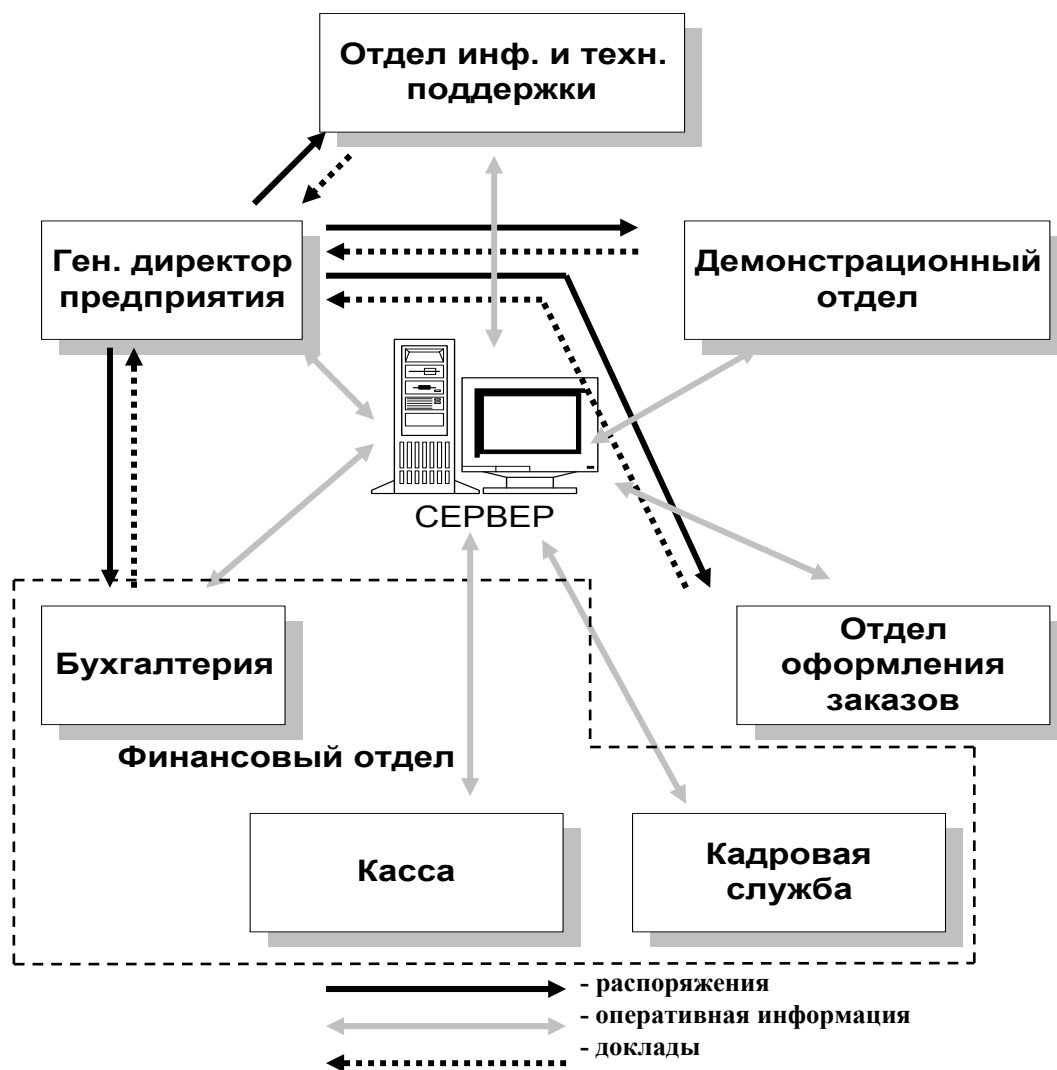 Отдел инф. и техн.
поддержки
Ген. директор
предприятия
Демонстрационный
отдел
СЕРВЕР
Бухгалтерия
Отдел
оформления
заказов
Финансовый отдел
Касса
Кадровая
служба
- распоряжения
- оперативная информация
- доклады